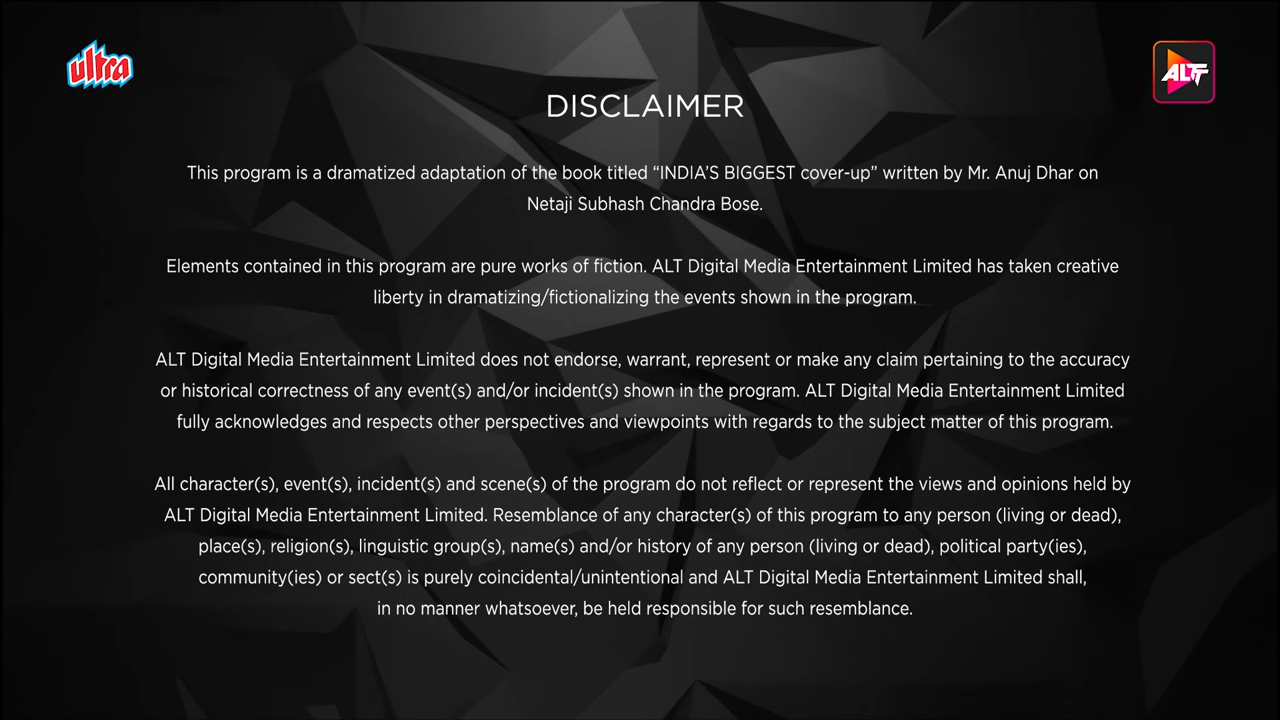 ultra
ALTT
DISCLAIMER
This program is a dramatized adaptation of the book titled “INDIA’S BIGGEST cover-up” written by Mr. Anuj Dhar on
Netaji Subhash Chandra Bose.
Elements contained in this program are pure works of fiction. ALT Digital Media Entertainment Limited has taken creative
liberty in dramatizing/fictionalizing the events shown in the program.
ALT Digital Media Entertainment Limited does not endorse, warrant, represent or make any claim pertaining to the accuracy
or historical correctness of any event(s) and/or incident(s) shown in the program. ALT Digital Media Entertainment Limited
fully acknowledges and respects other perspectives and viewpoints with regards to the subject matter of this program.
All character(s), event(s), incident(s) and scene(s) of the program do not reflect or represent the views and opinions held by
ALT Digital Media Entertainment Limited. Resemblance of any character(s) of this program to any person (living or dead),
place(s), religion(s), linguistic group(s), name(s) and/or history of any person (living or dead), political party(ies),
community(ies) or sect(s) is purely coincidental/unintentional and ALT Digital Media Entertainment Limited shall,
in no manner whatsoever, be held responsible for such resemblance.